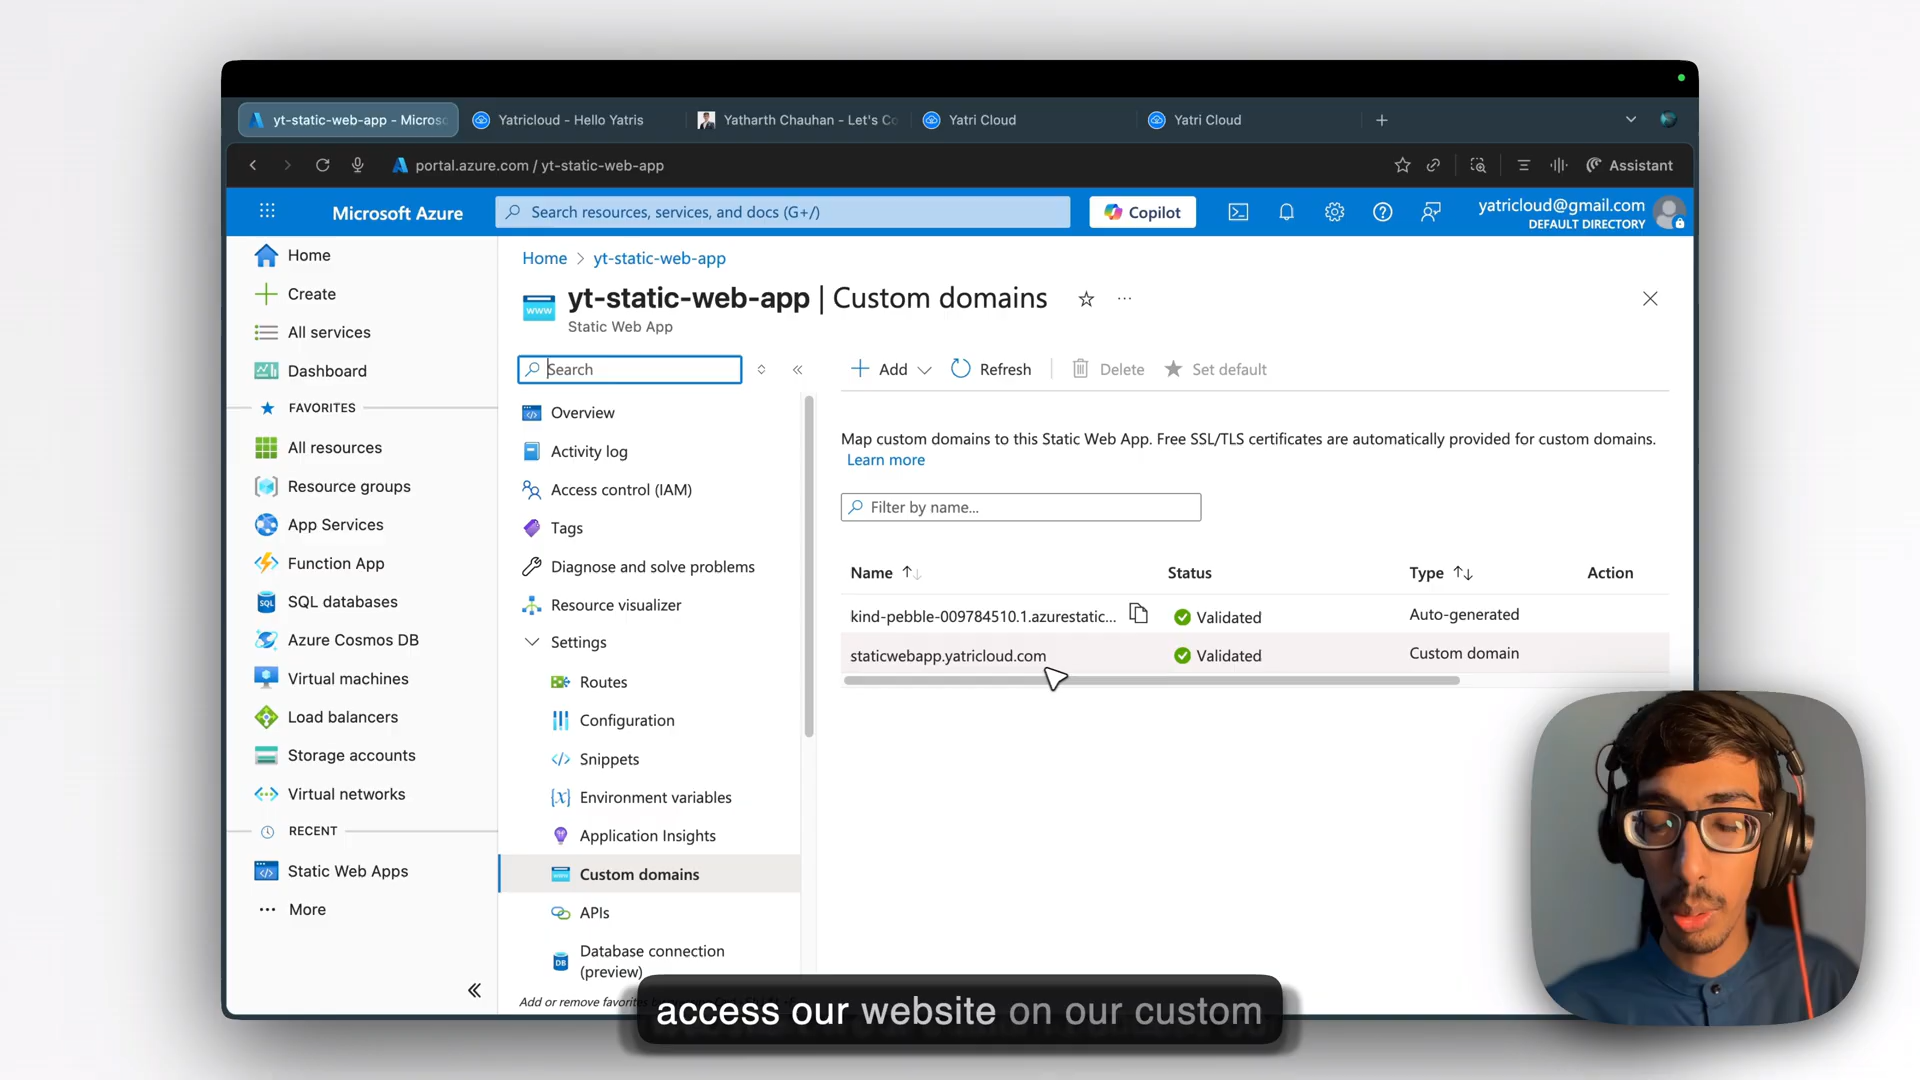 yt-static-web-app - Microsc
Yatricloud - Hello Yatris
Yatharth Chauhan - Let's Co
Yatri Cloud
Yatri Cloud
portal.azure.com / yt-static-web-app
Assistant
Microsoft Azure
Search resources, services, and docs (G+/)
Copilot
yatricloud@gmail.com
DEFAULT DIRECTORY
Home
Create
All services
Dashboard
FAVORITES
All resources
Resource groups
App Services
Function App
SQL databases
Azure Cosmos DB
Virtual machines
Load balancers
Storage accounts
Virtual networks
RECENT
Static Web Apps
More
Home > yt-static-web-app
yt-static-web-app | Custom domains
Static Web App
Search
Overview
Activity log
Access control (IAM)
Tags
Diagnose and solve problems
Resource visualizer
Settings
Routes
Configuration
Snippets
Environment variables
Application Insights
Custom domains
APIs
Database connection
(preview)
Add or remove favorites
Add
Refresh
Delete
Set default
Map custom domains to this Static Web App. Free SSL/TLS certificates are automatically provided for custom domains.
Learn more
Filter by name...
Name Status Type Action
kind-pebble-009784510.1.azurestatic... Validated Auto-generated
staticwebapp.yatricloud.com Validated Custom domain
access our website on our custom